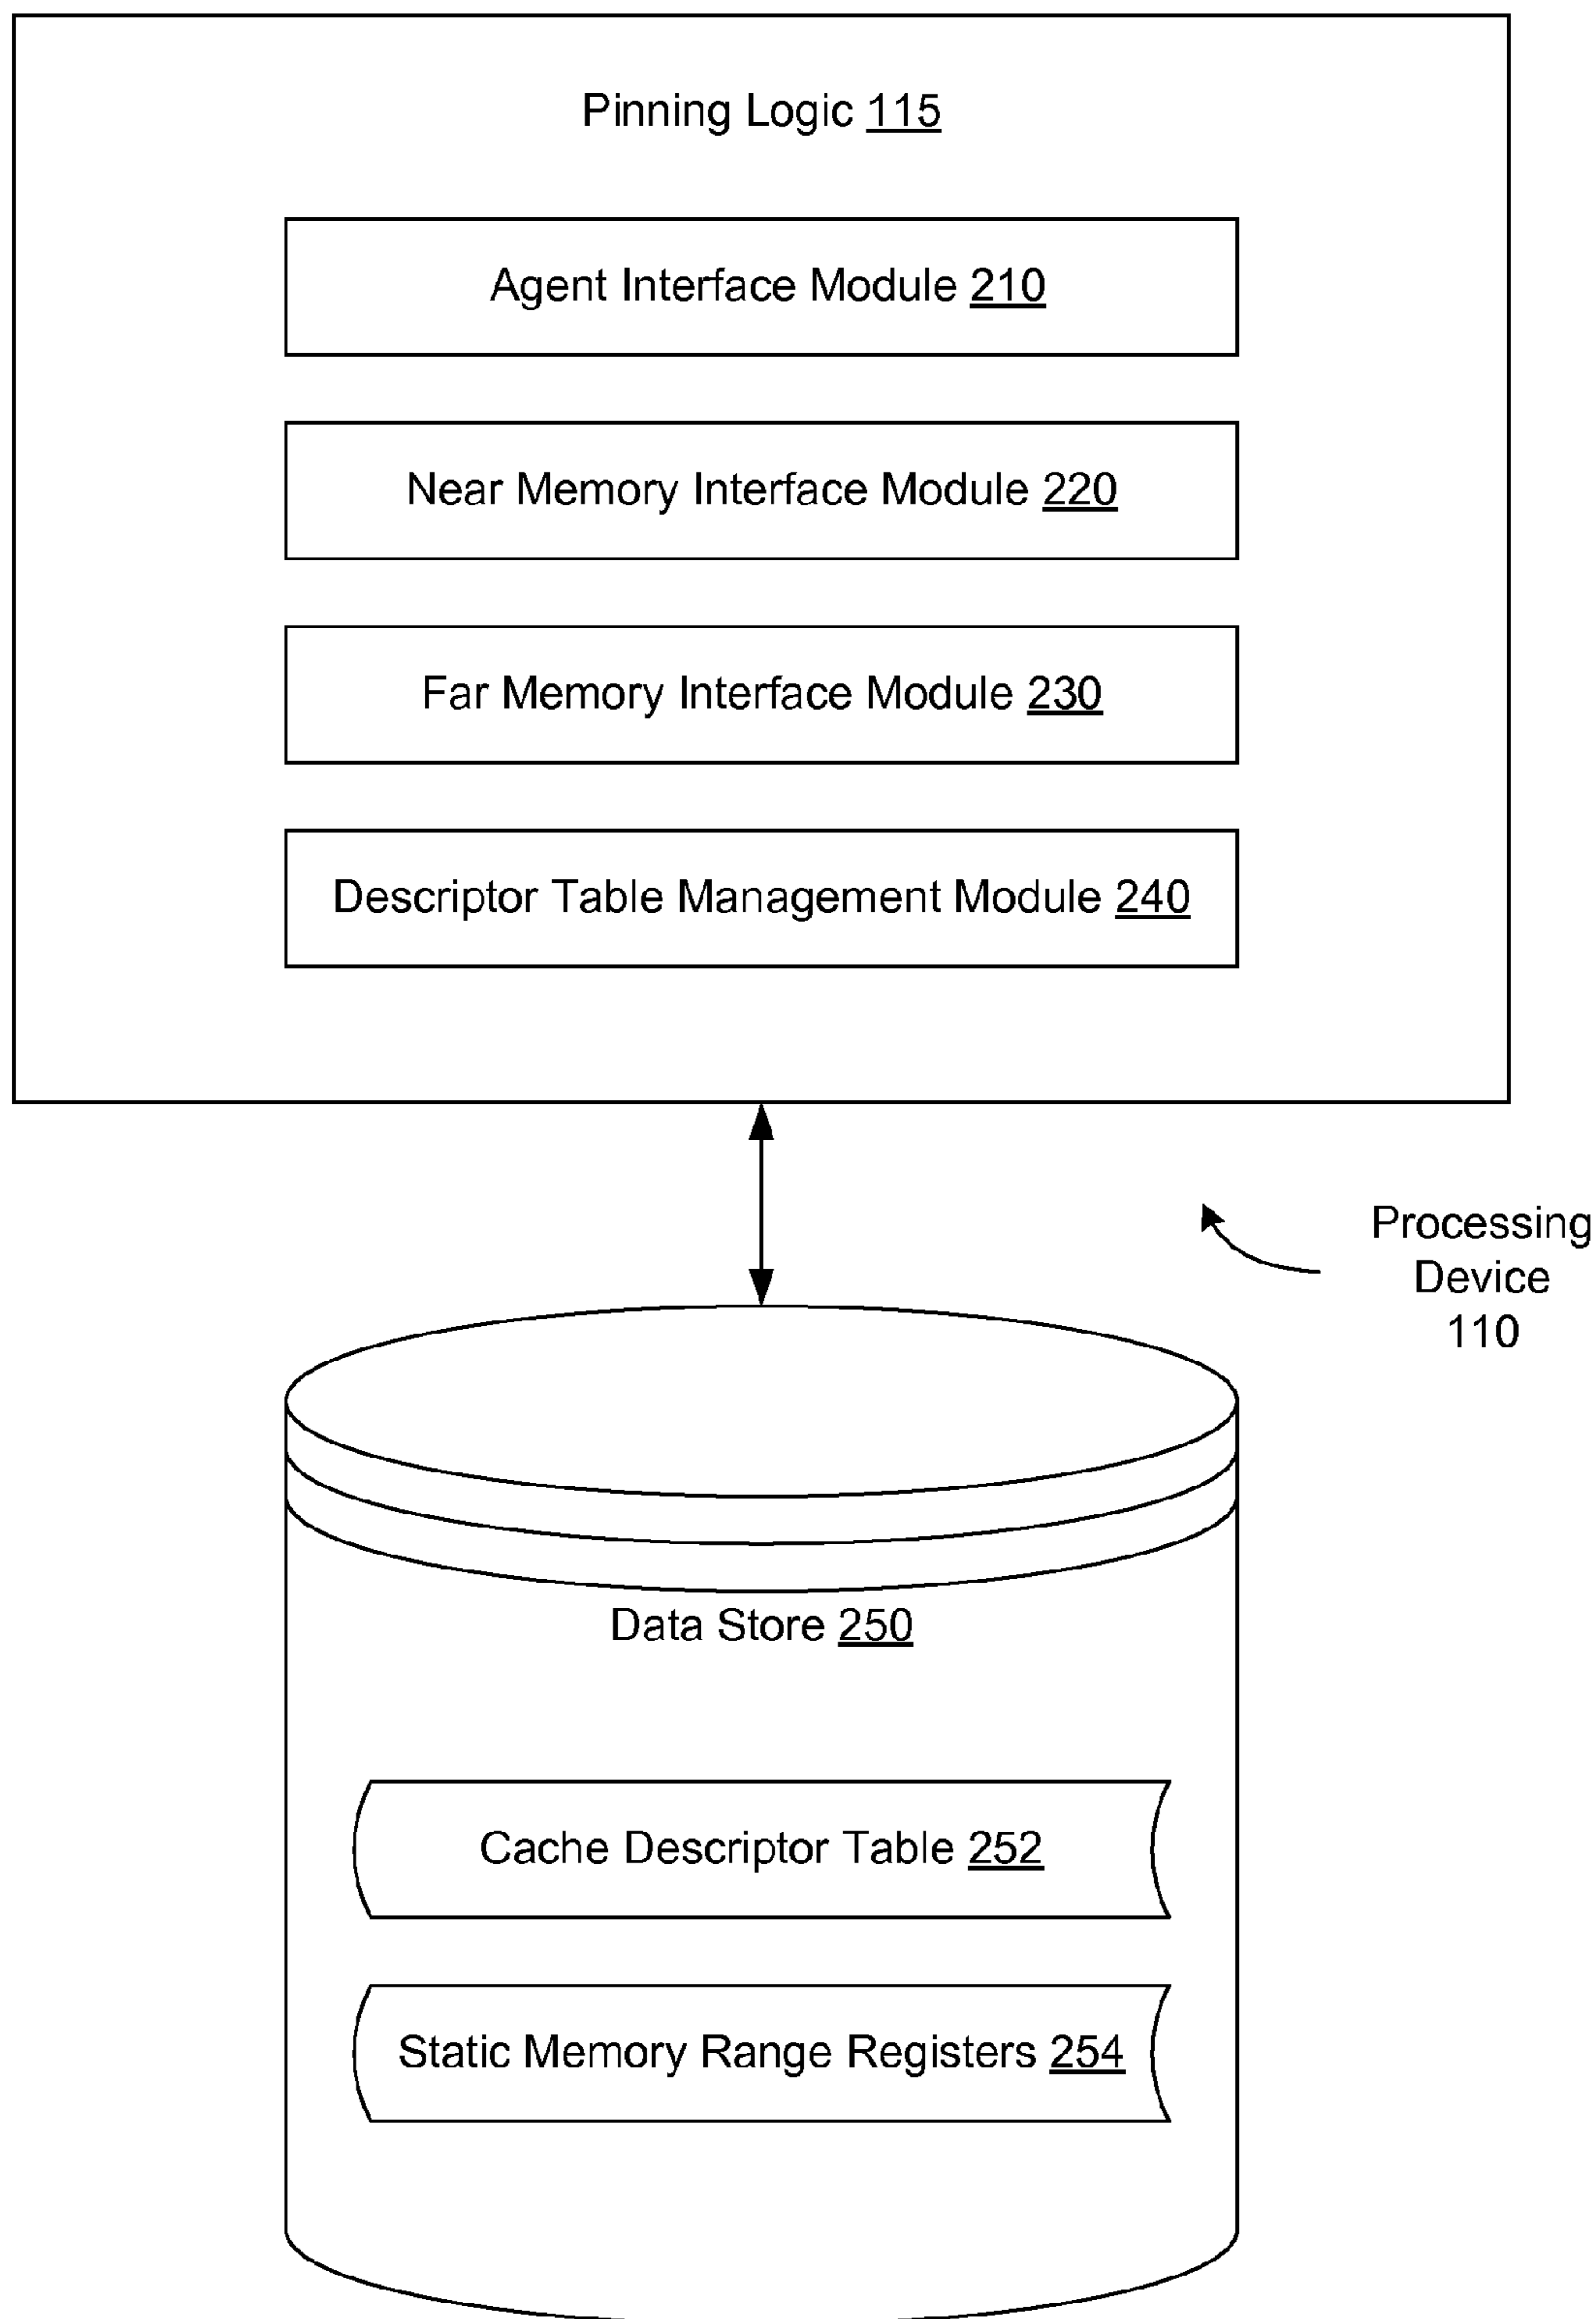 Pinning Logic 115
Agent Interface Module 210
Near Memory Interface Module 220
Far Memory Interface Module 230
Descriptor Table Management Module 240
Processing
Device
110
Data Store 250
Cache Descriptor Table 252
Static Memory Range Registers 254